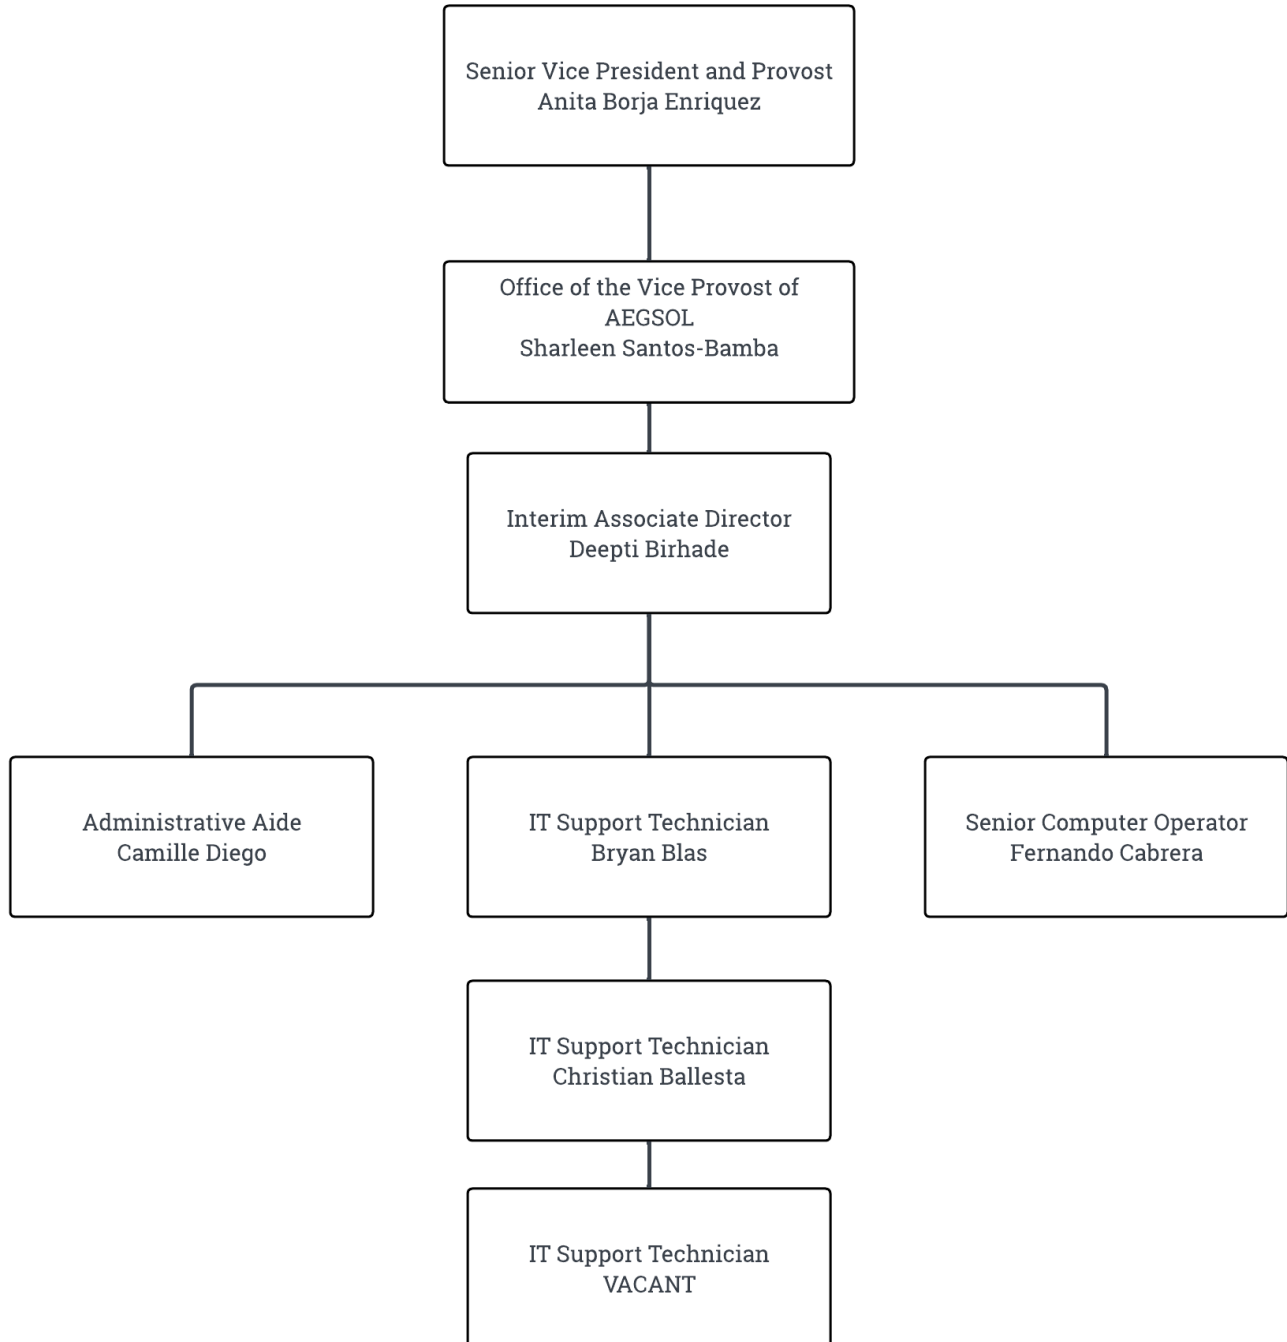 Senior Vice President and Provost
Anita Borja Enriquez
Office of the Vice Provost of
AEGSOL
Sharleen Santos-Bamba
Interim Associate Director
Deepti Birhade
Administrative Aide
Camille Diego
IT Support Technician
Bryan Blas
Senior Computer Operator
Fernando Cabrera
IT Support Technician
Christian Ballesta
IT Support Technician
VACANT